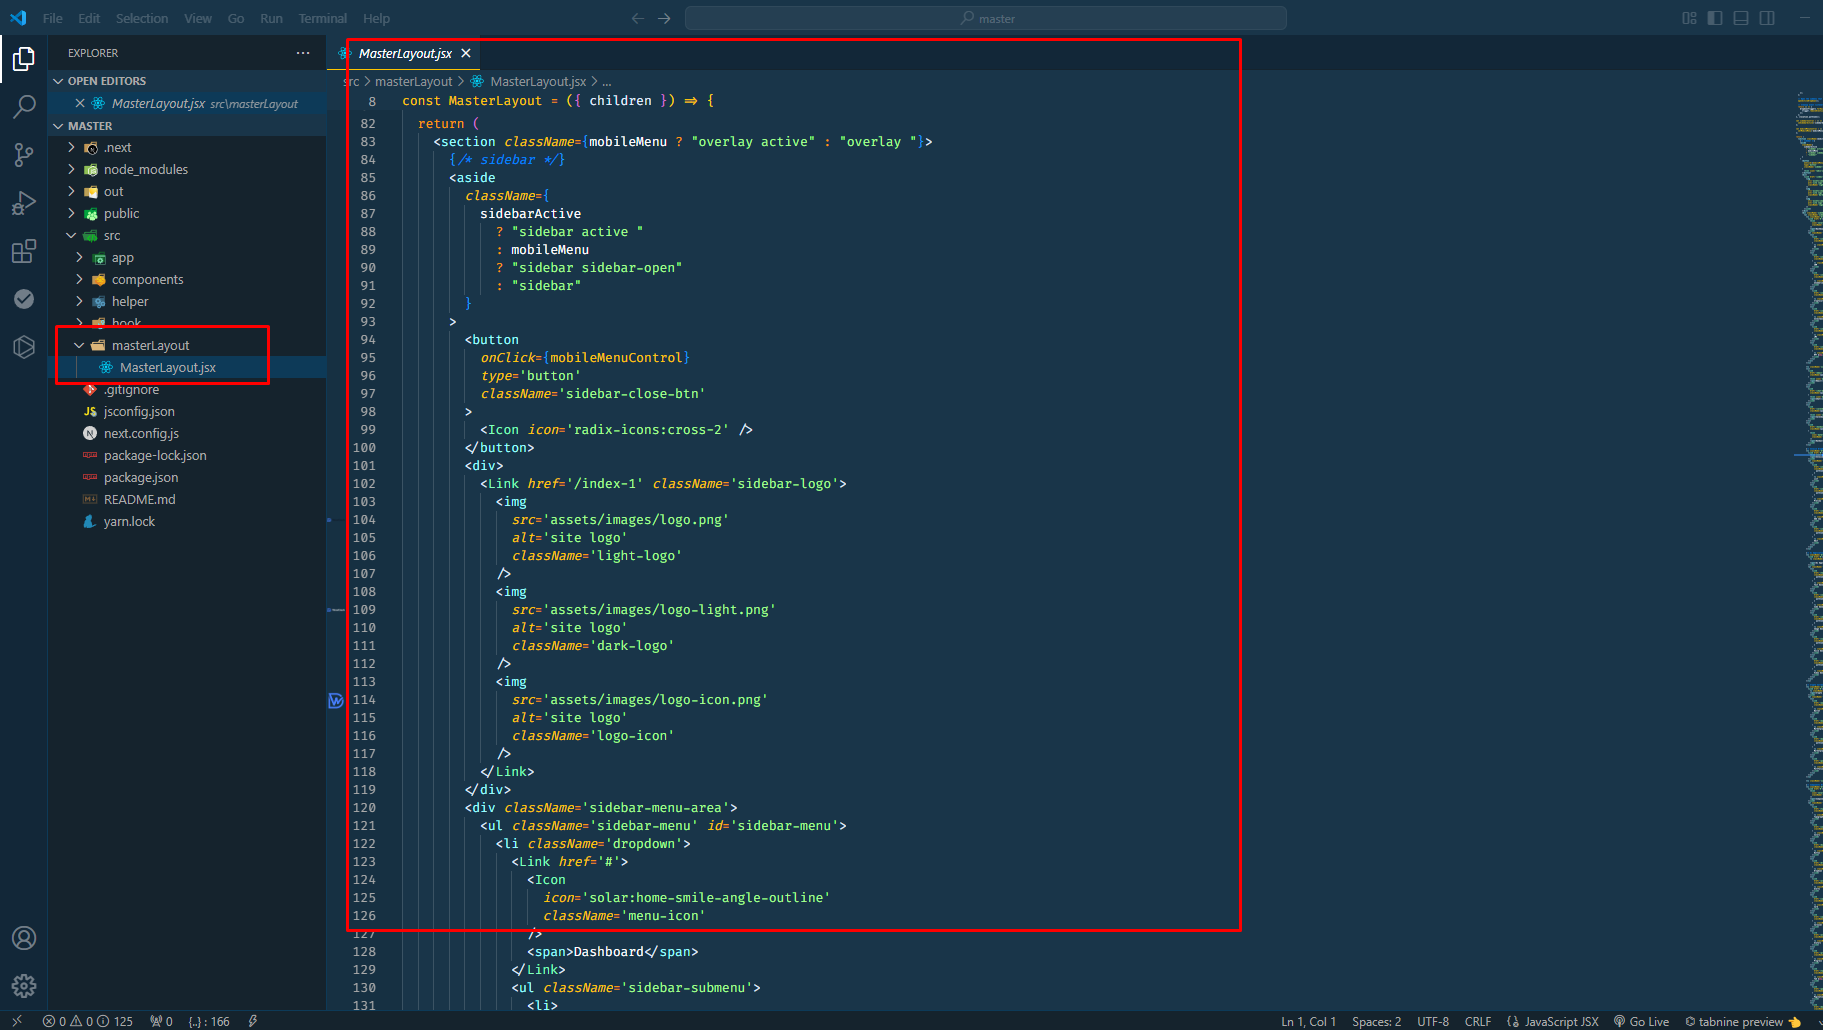 File Edit Selection View Go Run Terminal Help
master
EXPLORER
OPEN EDITORS
MasterLayout.jsx src\masterLayout
MASTER
.next
node_modules
out
public
src
app
components
helper
hook
masterLayout
MasterLayout.jsx
.gitignore
jsconfig.json
next.config.js
package-lock.json
package.json
README.md
yarn.lock
MasterLayout.jsx
src > masterLayout > MasterLayout.jsx > ...
8 const MasterLayout = ({ children }) => {
82 return (
83 <section className={mobileMenu ? "overlay active" : "overlay "}>
84 {/* sidebar */}
85 <aside
86 className={
87 sidebarActive
88 ? "sidebar active "
89 : mobileMenu
90 ? "sidebar sidebar-open"
91 : "sidebar"
92 }
93 >
94 <button
95 onClick={mobileMenuControl}
96 type='button'
97 className='sidebar-close-btn'
98 >
99 <Icon icon='radix-icons:cross-2' />
100 </button>
101 <div>
102 <Link href='/index-1' className='sidebar-logo'>
103 <img
104 src='assets/images/logo.png'
105 alt='site logo'
106 className='light-logo'
107 />
108 <img
109 src='assets/images/logo-light.png'
110 alt='site logo'
111 className='dark-logo'
112 />
113 <img
114 src='assets/images/logo-icon.png'
115 alt='site logo'
116 className='logo-icon'
117 />
118 </Link>
119 </div>
120 <div className='sidebar-menu-area'>
121 <ul className='sidebar-menu' id='sidebar-menu'>
122 <li className='dropdown'>
123 <Link href='#'>
124 <Icon
125 icon='solar:home-smile-angle-outline'
126 className='menu-icon'
127 />
128 <span>Dashboard</span>
129 </Link>
130 <ul className='sidebar-submenu'>
131 <li>
0 0 125 0 {..} : 166 Ln 1, Col 1 Spaces: 2 UTF-8 CRLF {} JavaScript JSX Go Live tabnine preview